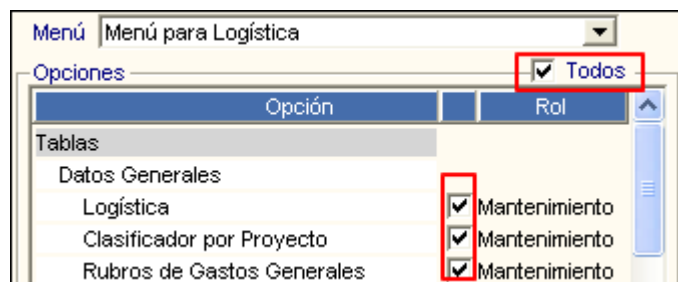 Menú Menú para Logística
Opciones Todos
Opción Rol
Tablas
Datos Generales
Logística Mantenimiento
Clasificador por Proyecto Mantenimiento
Rubros de Gastos Generales Mantenimiento